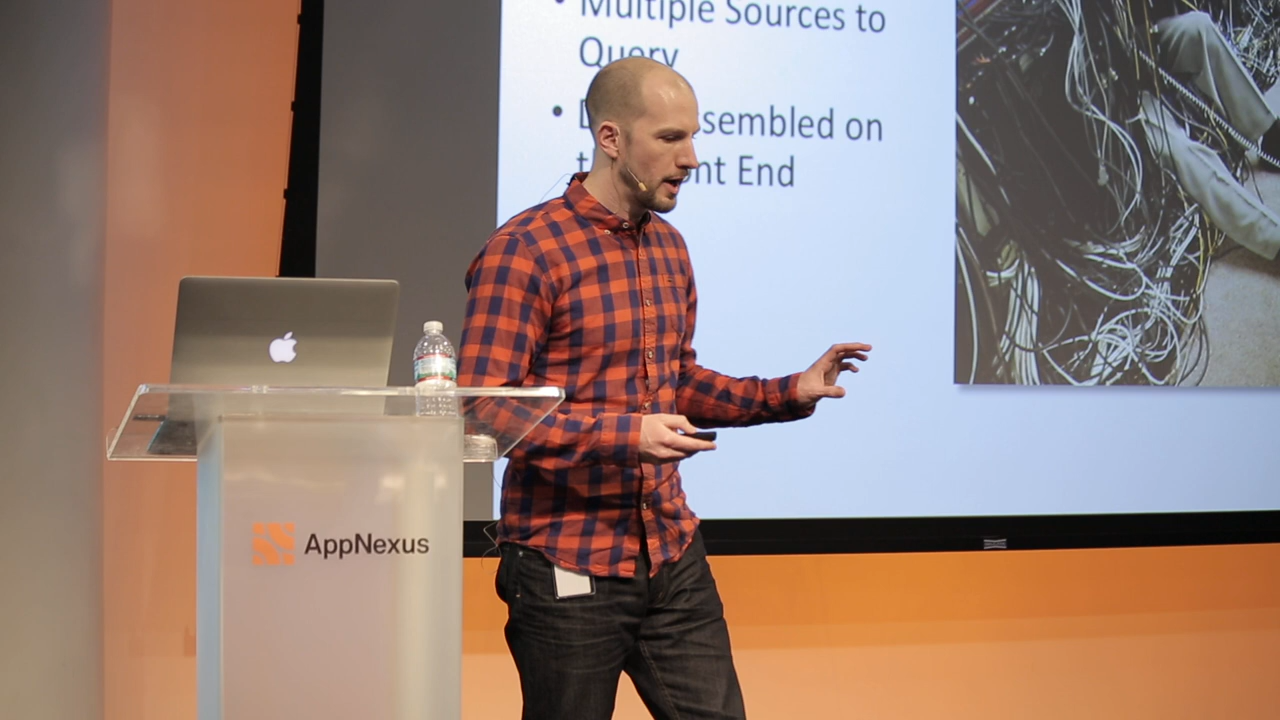 • Multiple Sources to
Query
• sembled on
nt End
AppNexus